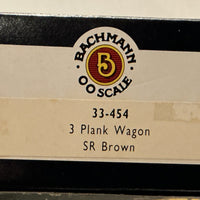 BACHMANN
OO SCALE
33-454
3 Plank Wagon
SR Brown